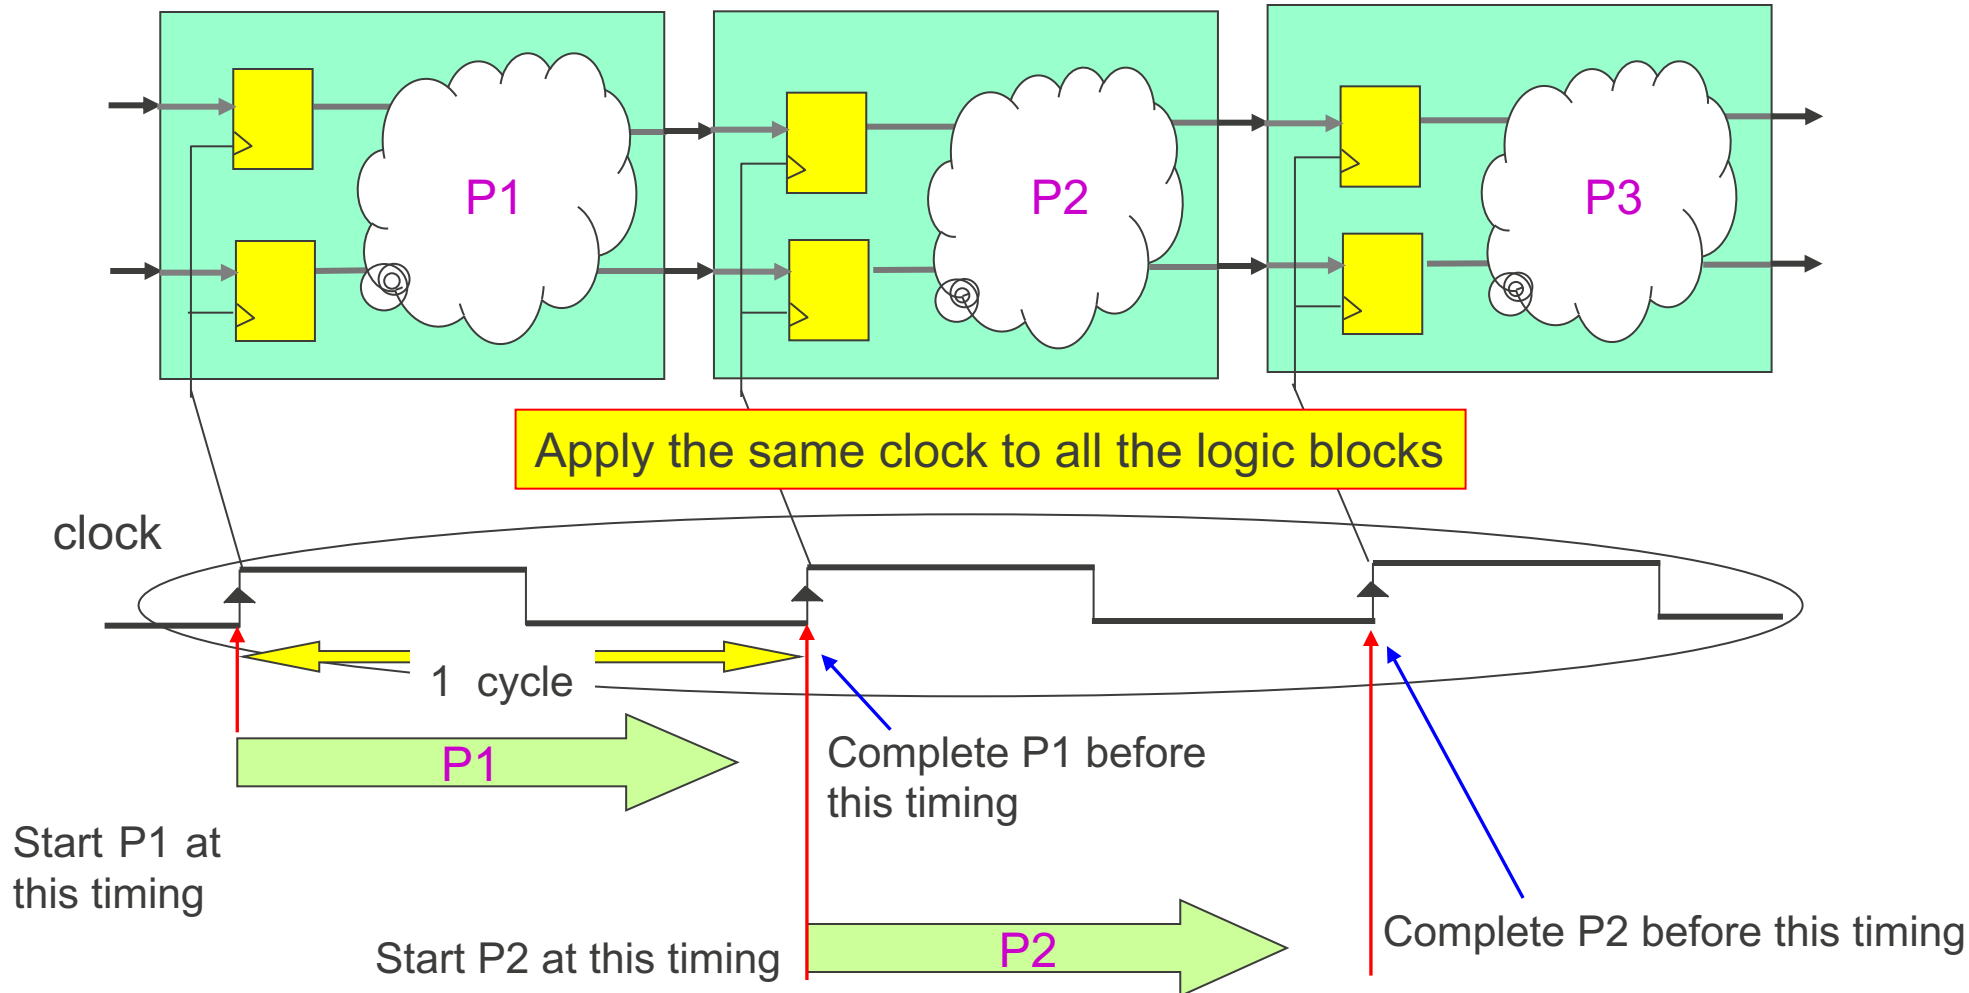 P1
P2
P3
Apply the same clock to all the logic blocks
clock
1 cycle
P1
Complete P1 before
this timing
Start P1 at
this timing
Start P2 at this timing
P2
Complete P2 before this timing